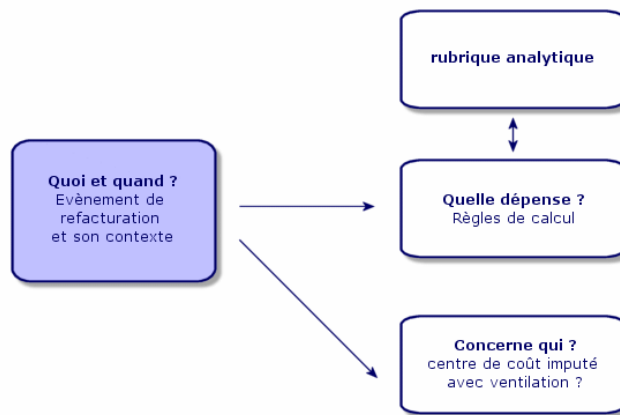 rubrique analytique
Quoi et quand ?
Evènement de
refacturation
et son contexte
Quelle dépense ?
Règles de calcul
Concerne qui ?
centre de coût imputé
avec ventilation ?